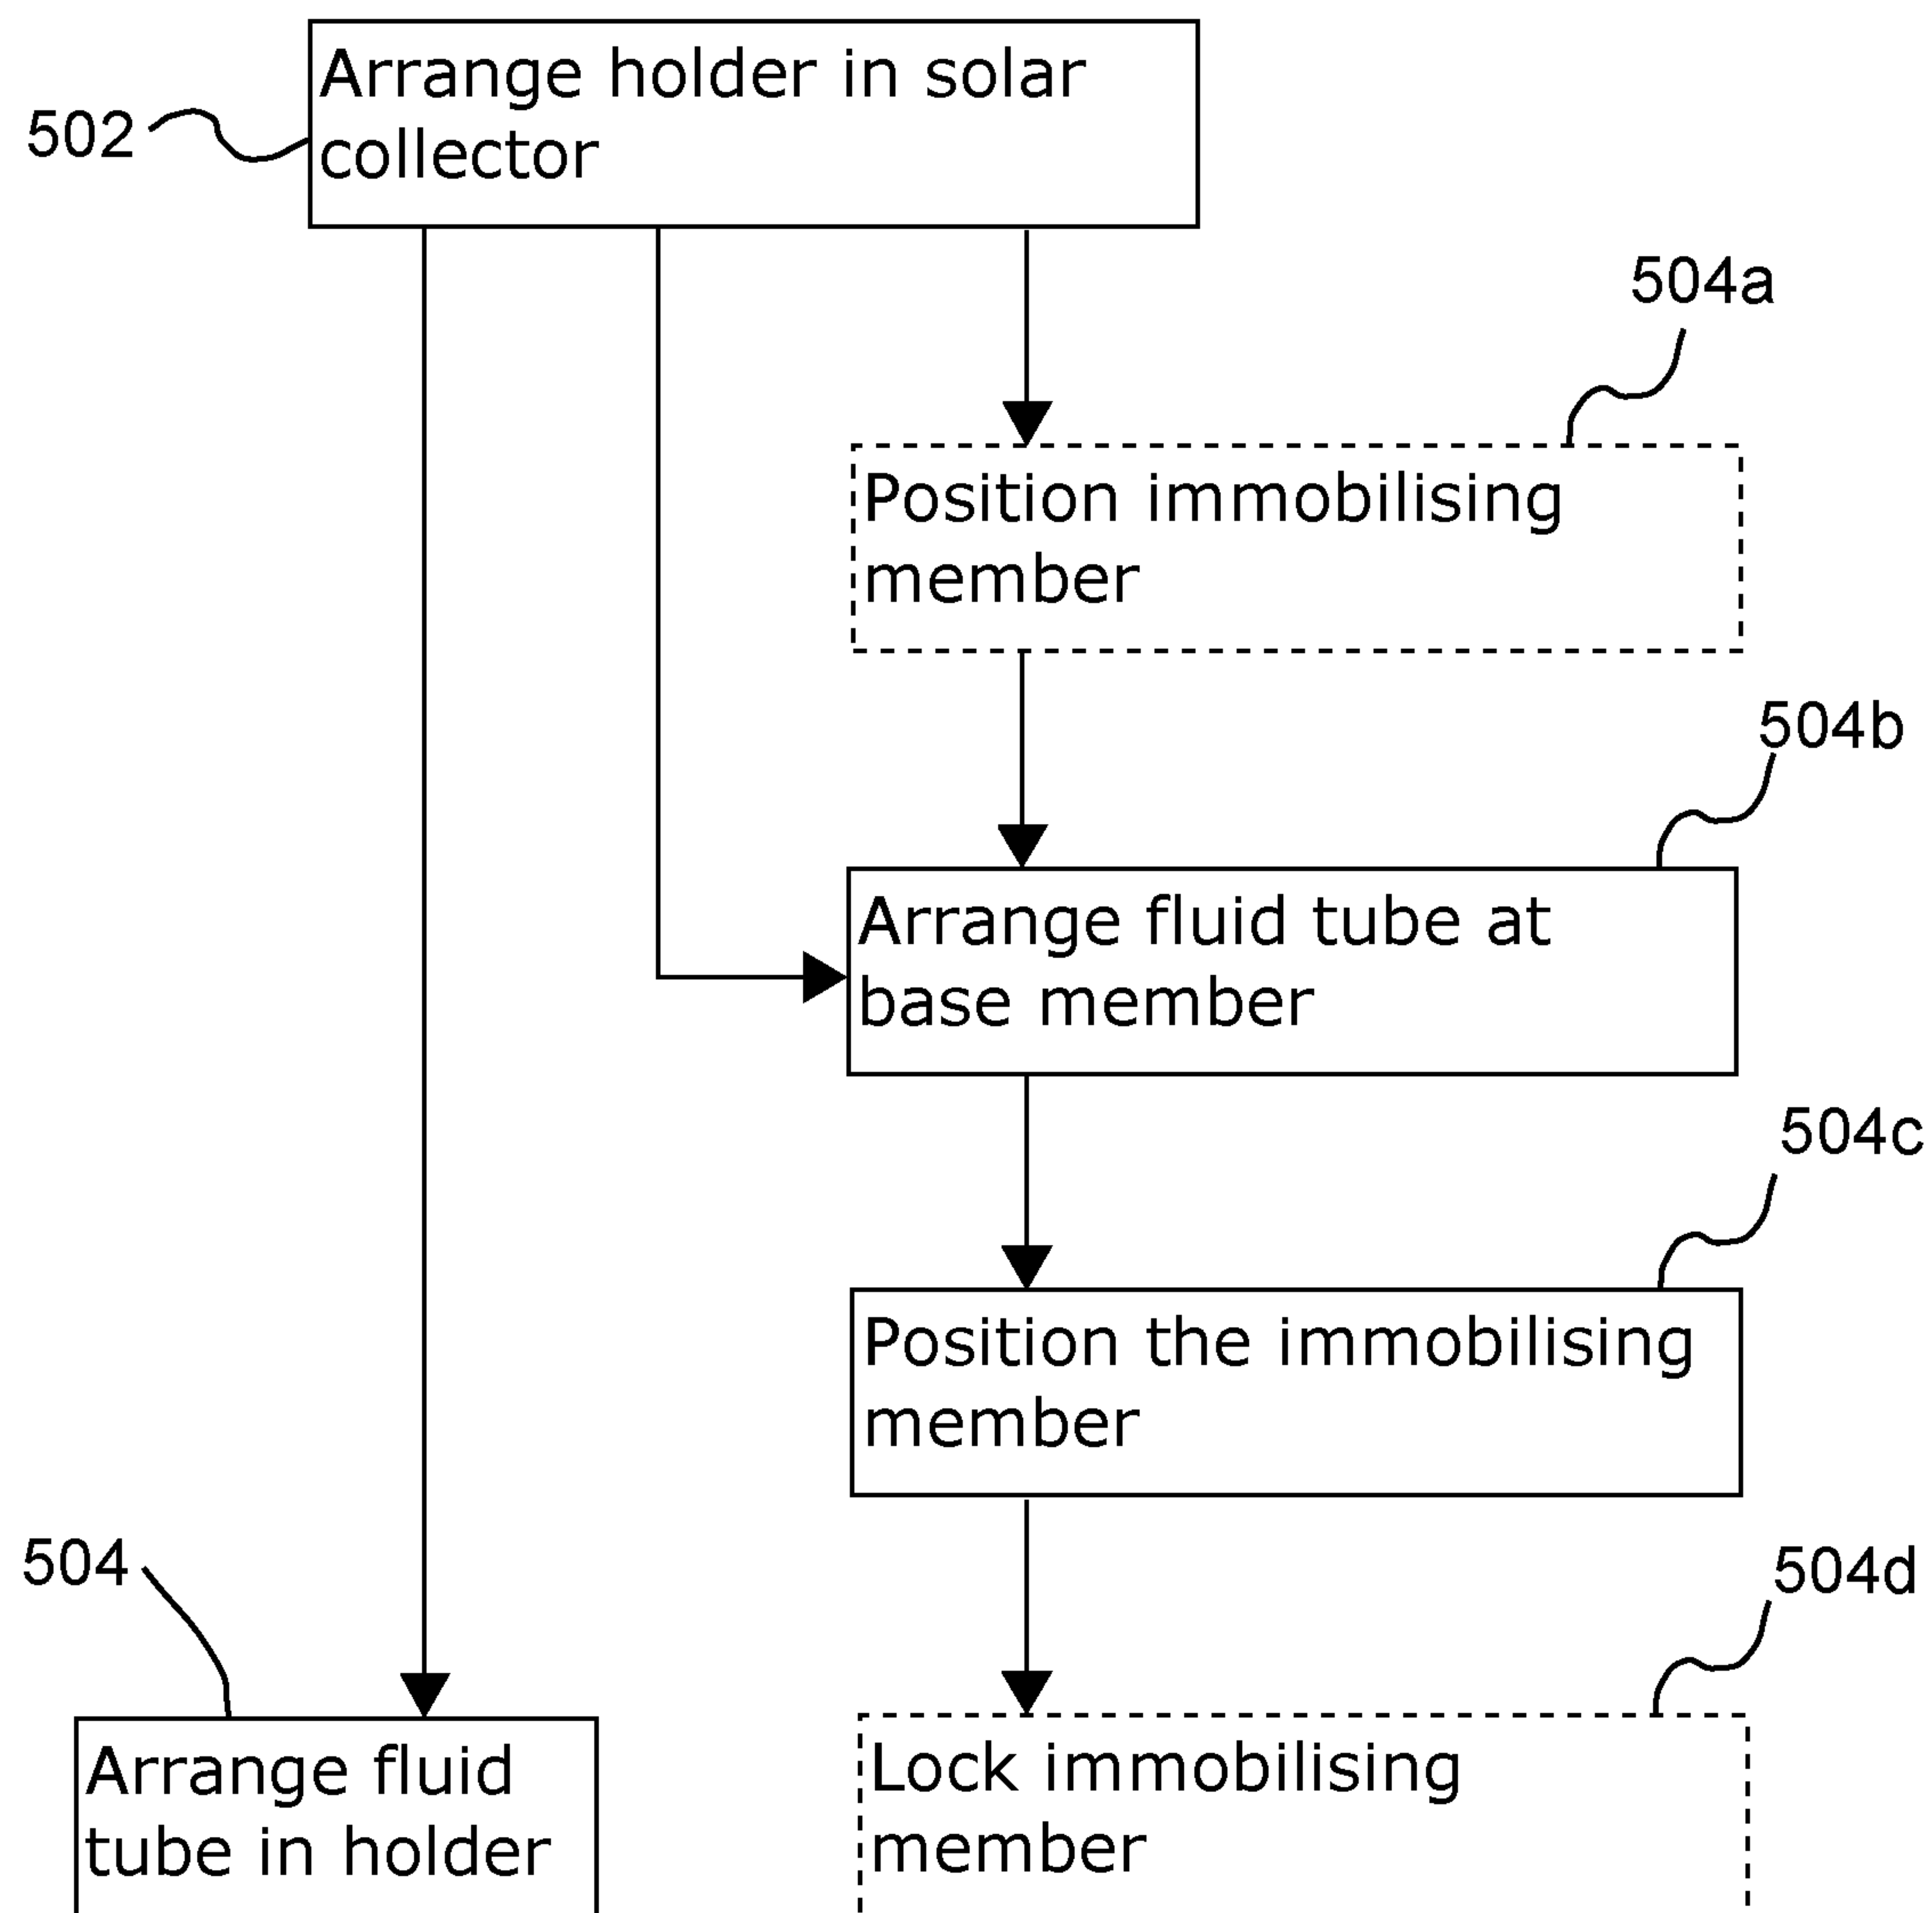 Arrange holder in solar
collector
502
504a
Position immobilising
member
504b
Arrange fluid tube at
base member
504c
Position the immobilising
member
504
504d
Arrange fluid
tube in holder
Lock immobilising
member